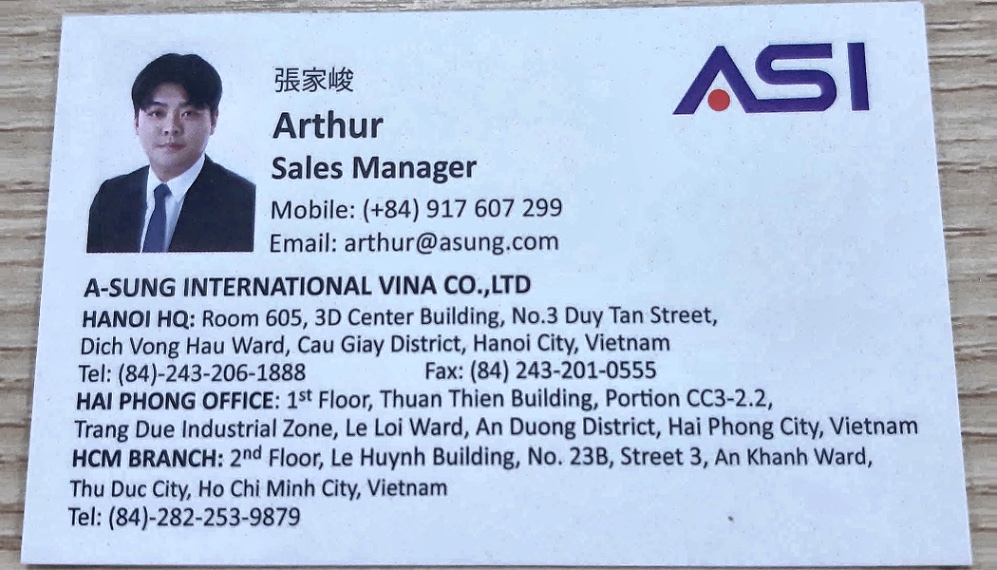 張家峻
ASI
Arthur
Sales Manager
Mobile: (+84) 917 607 299
Email: arthur@asung.com
A-SUNG INTERNATIONAL VINA CO.,LTD
HANOI HQ: Room 605, 3D Center Building, No.3 Duy Tan Street,
Dich Vong Hau Ward, Cau Giay District, Hanoi City, Vietnam
Tel: (84)-243-206-1888 Fax: (84) 243-201-0555
HAI PHONG OFFICE: 1st Floor, Thuan Thien Building, Portion CC3-2.2,
Trang Due Industrial Zone, Le Loi Ward, An Duong District, Hai Phong City, Vietnam
HCM BRANCH: 2nd Floor, Le Huynh Building, No. 23B, Street 3, An Khanh Ward,
Thu Duc City, Ho Chi Minh City, Vietnam
Tel: (84)-282-253-9879